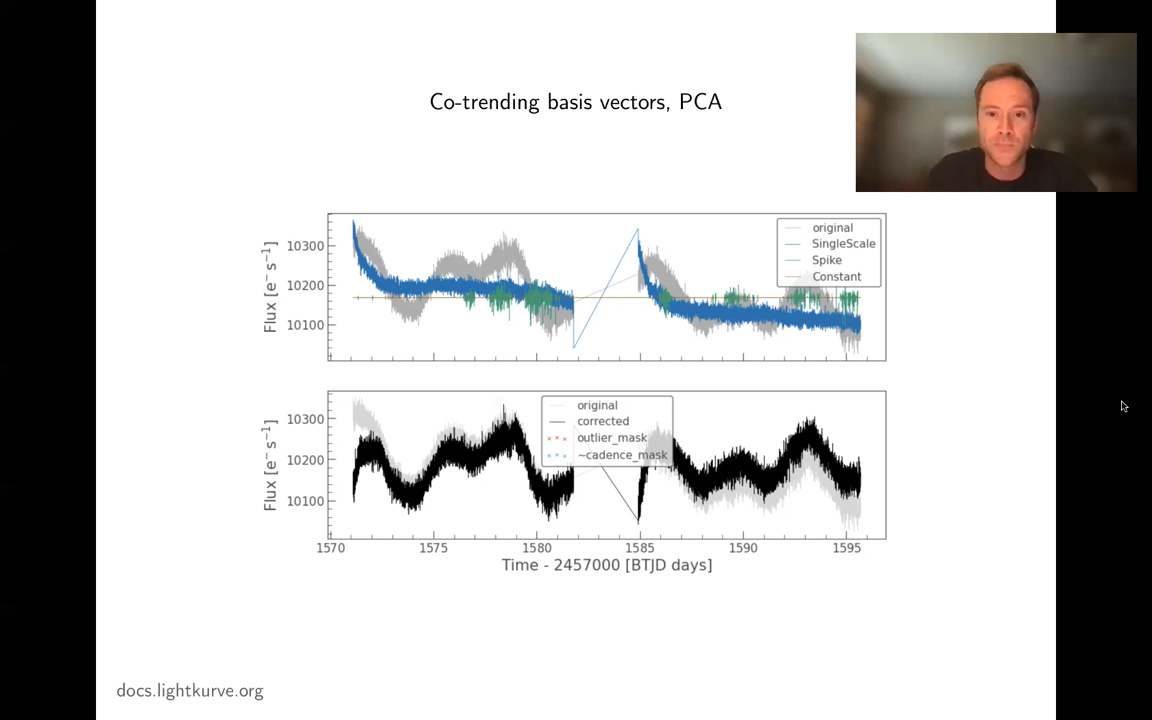 Co-trending basis vectors, PCA
Flux [e⁻ s⁻¹]
10300
10200
10100
original
SingleScale
Spike
Constant
Flux [e⁻ s⁻¹]
10300
10200
10100
original
corrected
outlier_mask
~cadence_mask
1570 1575 1580 1585 1590 1595
Time - 2457000 [BTJD days]
docs.lightkurve.org